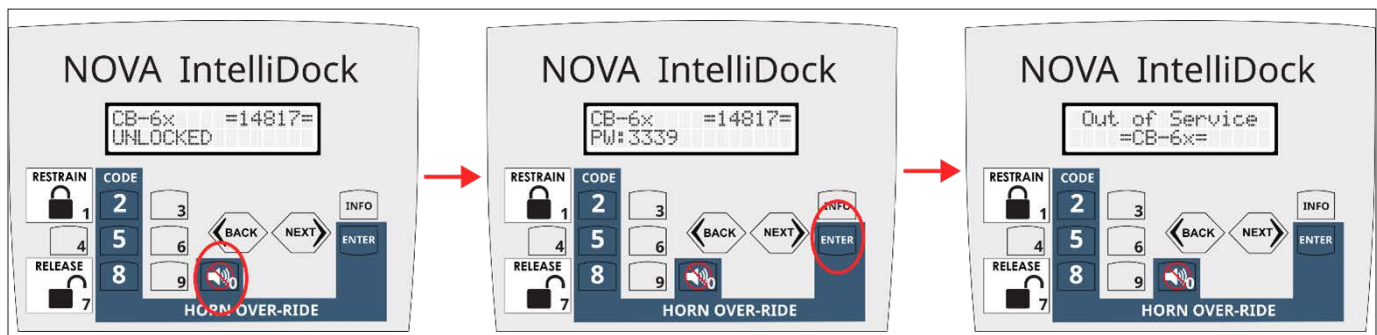 NOVA IntelliDock
CB-6x =14817=
UNLOCKED
RESTRAIN
1
CODE
2
3
4
5
6
BACK
NEXT
INFO
ENTER
RELEASE
7
8
9
0
HORN OVER-RIDE
NOVA IntelliDock
CB-6x =14817=
PW:3339
RESTRAIN
1
CODE
2
3
4
5
6
BACK
NEXT
INFO
ENTER
RELEASE
7
8
9
0
HORN OVER-RIDE
NOVA IntelliDock
Out of Service
=CB-6x=
RESTRAIN
1
CODE
2
3
4
5
6
BACK
NEXT
INFO
ENTER
RELEASE
7
8
9
0
HORN OVER-RIDE